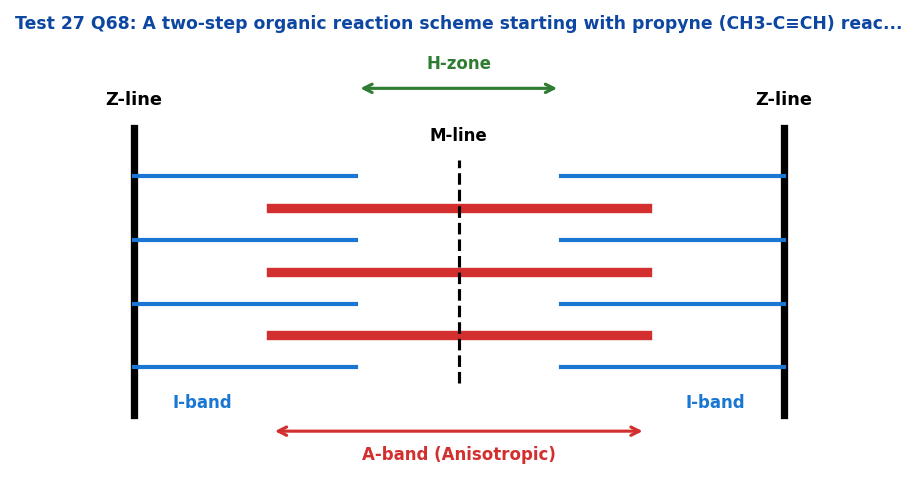 Test 27 Q68: A two-step organic reaction scheme starting with propyne (CH3-C≡CH) reac...
H-zone
Z-line
Z-line
M-line
I-band
I-band
A-band (Anisotropic)